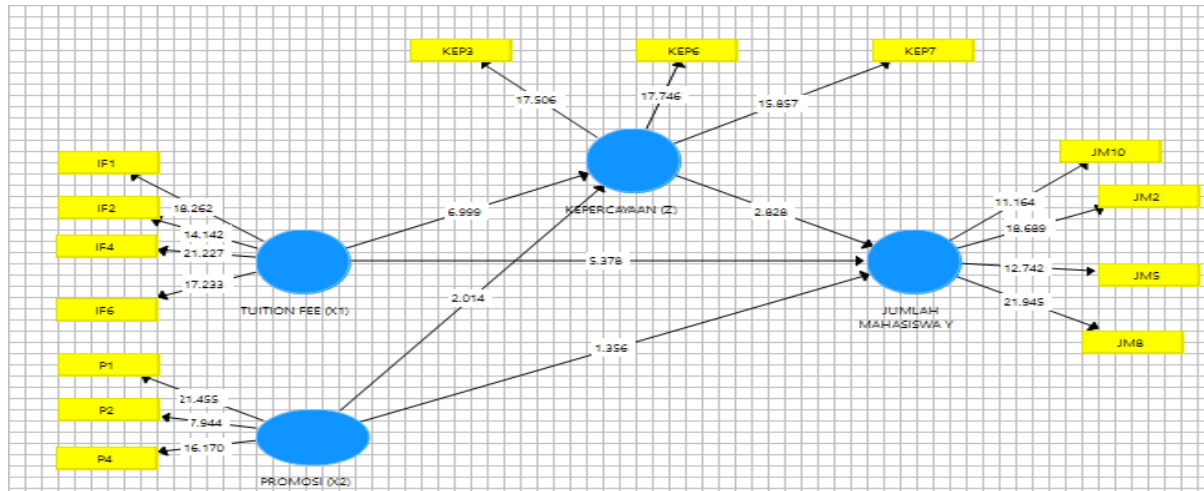 KEP3
KEP6
KEP7
17.506
17.746
15.857
IF1
IF2
IF4
IF6
18.262
14.142
21.227
17.233
TUITION FEE (X1)
6.999
KEPERCAYAAN (Z)
2.828
5.378
2.014
1.356
JM10
JM2
JM5
JM8
11.164
18.689
12.742
21.945
JUMLAH
MAHASISWA Y
P1
P2
P4
21.455
7.944
16.170
PROMOSI (X2)